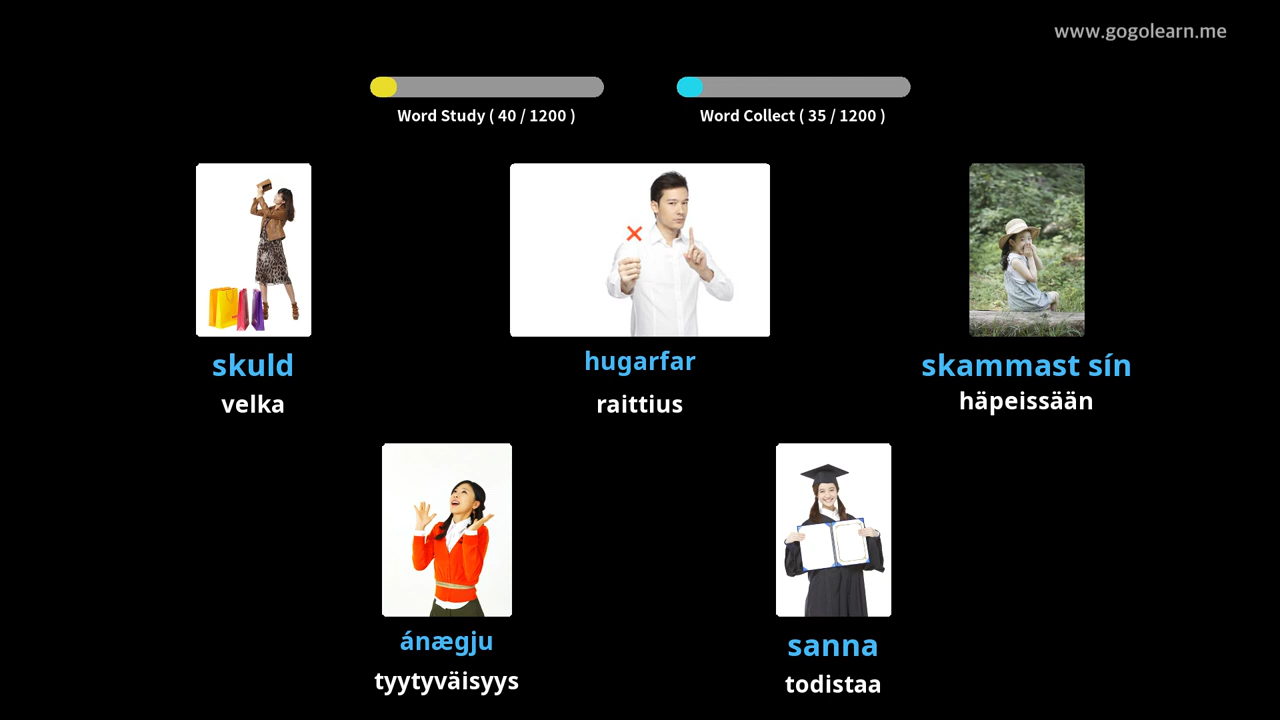 www.gogolearn.me
Word Study ( 40 / 1200 )
Word Collect ( 35 / 1200 )
skuld
velka
hugarfar
raittius
skammast sín
häpeissään
ánægju
tyytyväisyys
sanna
todistaa